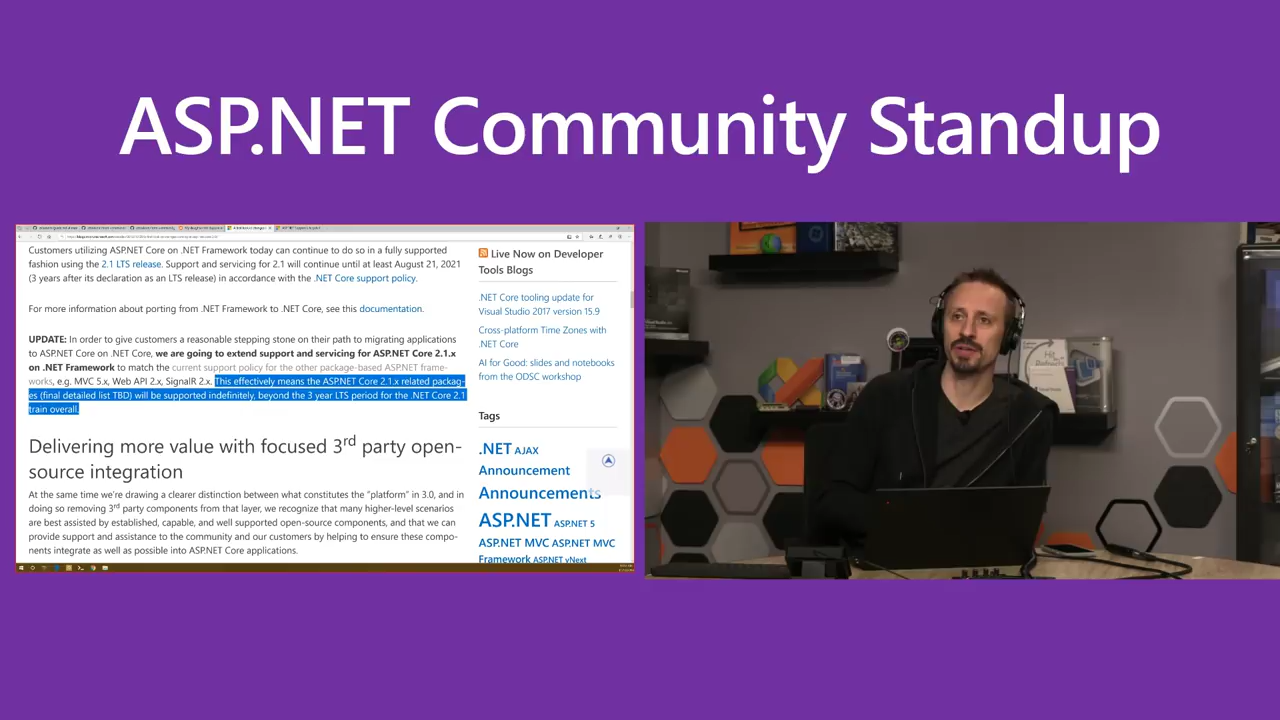 ASP.NET Community Standup
Customers utilizing ASP.NET Core on .NET Framework today can continue to do so in a fully supported
fashion using the 2.1 LTS release. Support and servicing for 2.1 will continue until at least August 21, 2021
(3 years after its declaration as an LTS release) in accordance with the .NET Core support policy.
For more information about porting from .NET Framework to .NET Core, see this documentation.
UPDATE: In order to give customers a reasonable stepping stone on their path to migrating applications
to ASP.NET Core on .NET Core, we are going to extend support and servicing for ASP.NET Core 2.1.x
on .NET Framework to match the current support policy for the other package-based ASP.NET frame-
works, e.g. MVC 5.x, Web API 2.x, SignalR 2.x. This effectively means the ASP.NET Core 2.1.x related packag-
es (final detailed list TBD) will be supported indefinitely, beyond the 3 year LTS period for the .NET Core 2.1
train overall.
Delivering more value with focused 3rd party open-
source integration
At the same time we're drawing a clearer distinction between what constitutes the "platform" in 3.0, and in
doing so removing 3rd party components from that layer, we recognize that many higher-level scenarios
are best assisted by established, capable, and well supported open-source components, and that we can
provide support and assistance to the community and our customers by helping to ensure these compo-
nents integrate as well as possible into ASP.NET Core applications.
Live Now on Developer
Tools Blogs
.NET Core tooling update for
Visual Studio 2017 version 15.9
Cross-platform Time Zones with
.NET Core
AI for Good: slides and notebooks
from the ODSC workshop
Tags
.NET AJAX
Announcement
Announcements
ASP.NET ASP.NET 5
ASP.NET MVC ASP.NET MVC
Framework ASP.NET vNext